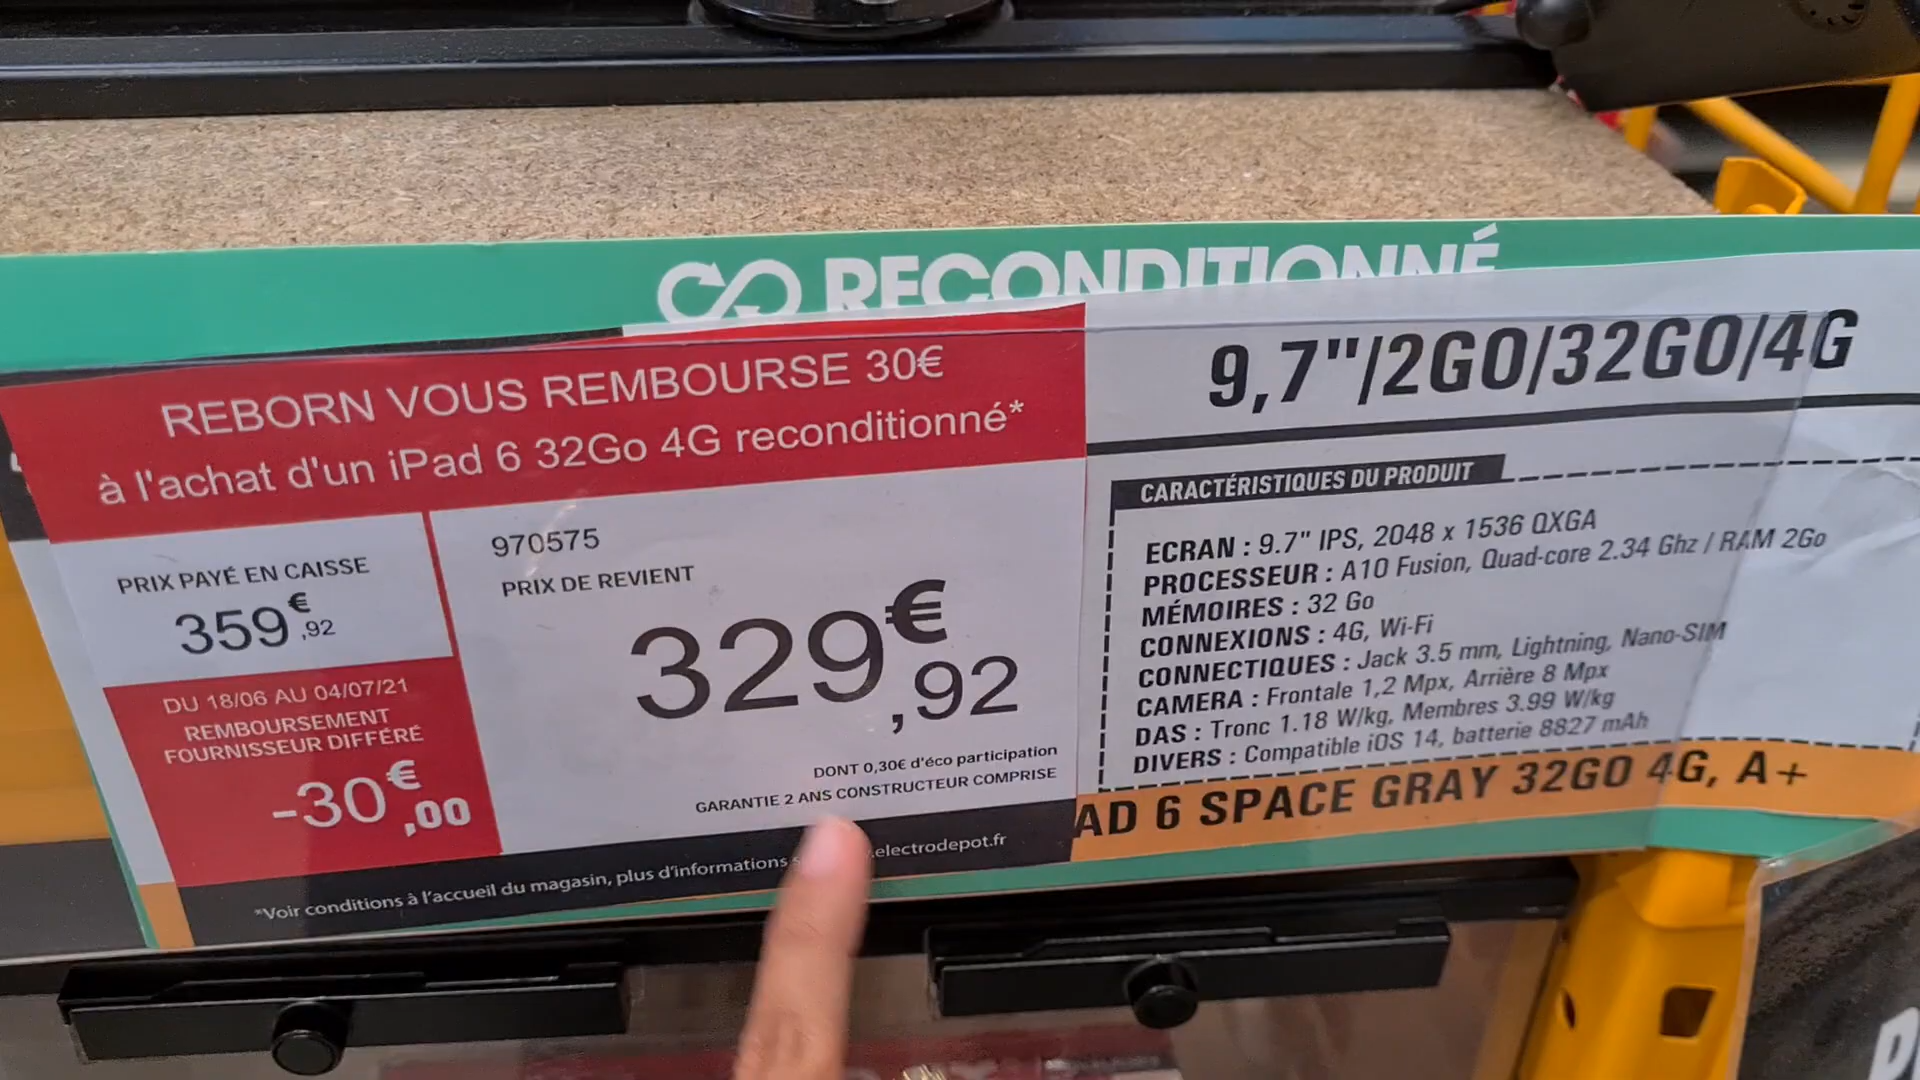 RECONDITIONNÉ
REBORN VOUS REMBOURSE 30€
à l'achat d'un iPad 6 32Go 4G reconditionné*
PRIX PAYÉ EN CAISSE
359€,92
DU 18/06 AU 04/07/21
REMBOURSEMENT
FOURNISSEUR DIFFÉRÉ
-30€,00
970575
PRIX DE REVIENT
329€,92
DONT 0,30€ d'éco participation
GARANTIE 2 ANS CONSTRUCTEUR COMPRISE
*Voir conditions à l'accueil du magasin, plus d'informations .electrodepot.fr
9,7"/2GO/32GO/4G
CARACTÉRISTIQUES DU PRODUIT
ECRAN : 9.7" IPS, 2048 x 1536 QXGA
PROCESSEUR : A10 Fusion, Quad-core 2.34 Ghz / RAM 2Go
MÉMOIRES : 32 Go
CONNEXIONS : 4G, Wi-Fi
CONNECTIQUES : Jack 3.5 mm, Lightning, Nano-SIM
CAMERA : Frontale 1,2 Mpx, Arrière 8 Mpx
DAS : Tronc 1.18 W/kg, Membres 3.99 W/kg
DIVERS : Compatible iOS 14, batterie 8827 mAh
AD 6 SPACE GRAY 32GO 4G, A+